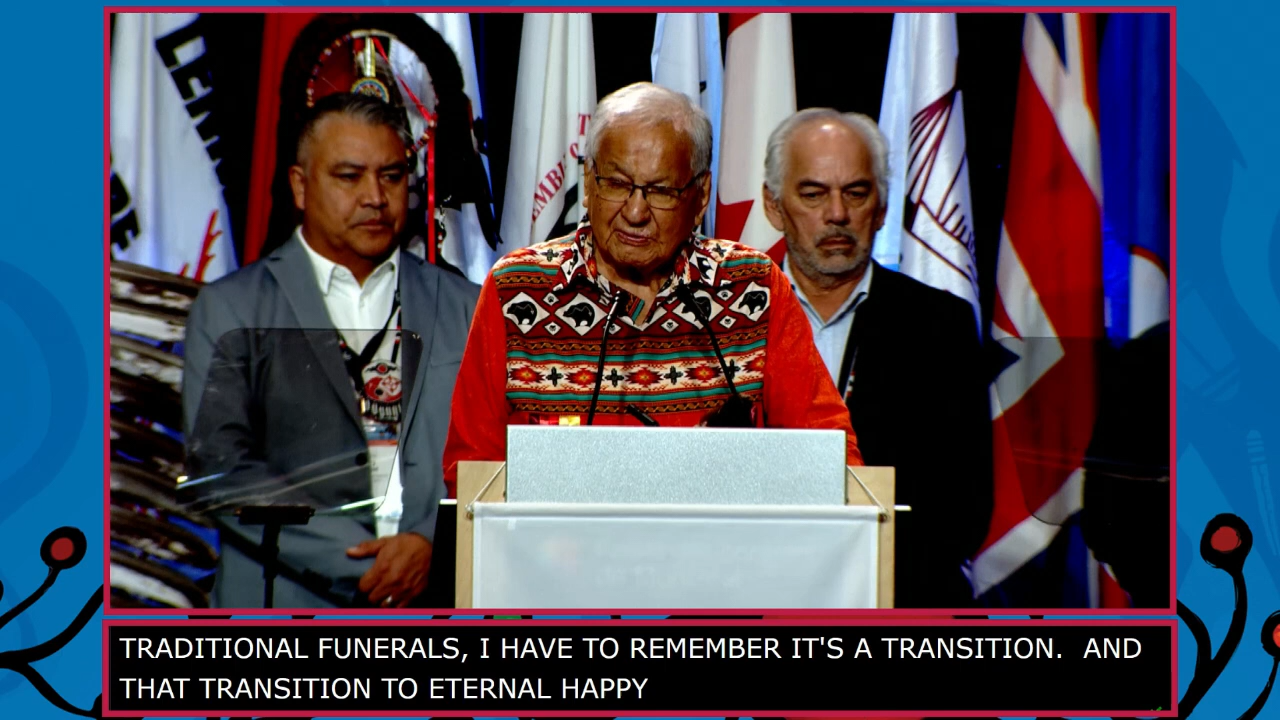 TRADITIONAL FUNERALS, I HAVE TO REMEMBER IT'S A TRANSITION.  AND
THAT TRANSITION TO ETERNAL HAPPY